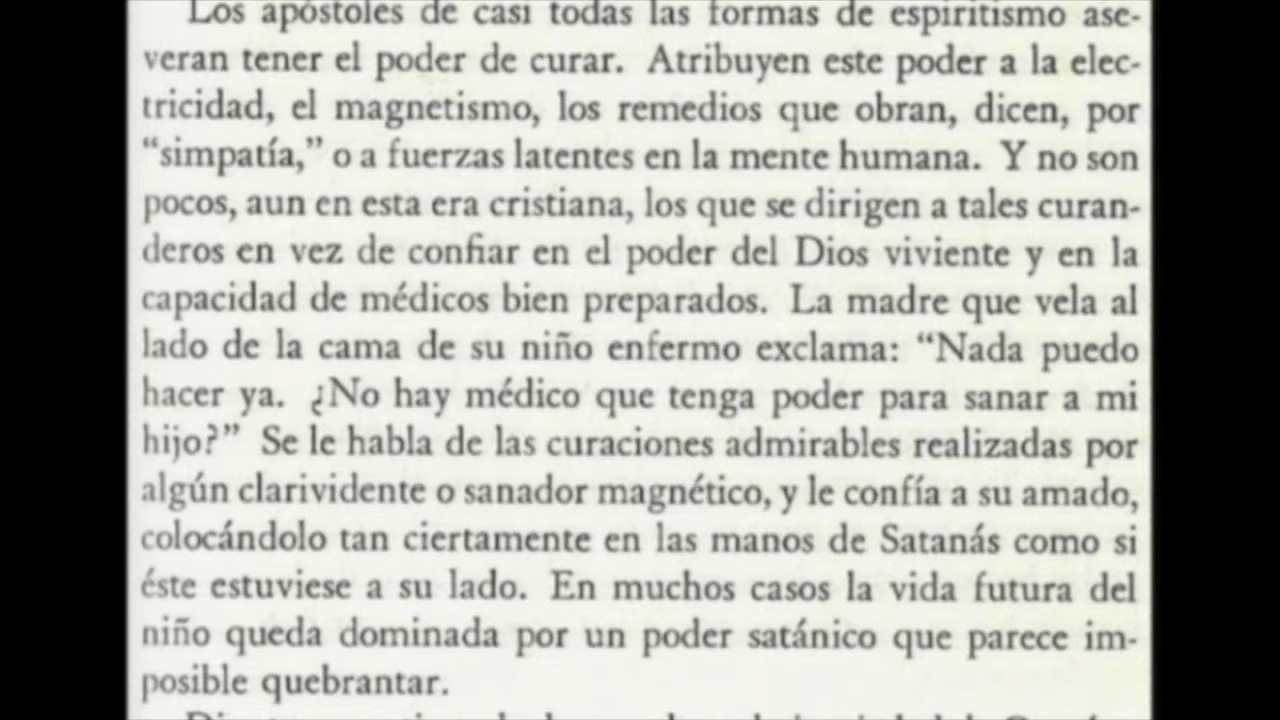 Los apóstoles de casi todas las formas de espiritismo ase-
veran tener el poder de curar. Atribuyen este poder a la elec-
tricidad, el magnetismo, los remedios que obran, dicen, por
“simpatía,” o a fuerzas latentes en la mente humana. Y no son
pocos, aun en esta era cristiana, los que se dirigen a tales curan-
deros en vez de confiar en el poder del Dios viviente y en la
capacidad de médicos bien preparados. La madre que vela al
lado de la cama de su niño enfermo exclama: “Nada puedo
hacer ya. ¿No hay médico que tenga poder para sanar a mi
hijo?” Se le habla de las curaciones admirables realizadas por
algún clarividente o sanador magnético, y le confía a su amado,
colocándolo tan ciertamente en las manos de Satanás como si
éste estuviese a su lado. En muchos casos la vida futura del
niño queda dominada por un poder satánico que parece im-
posible quebrantar.